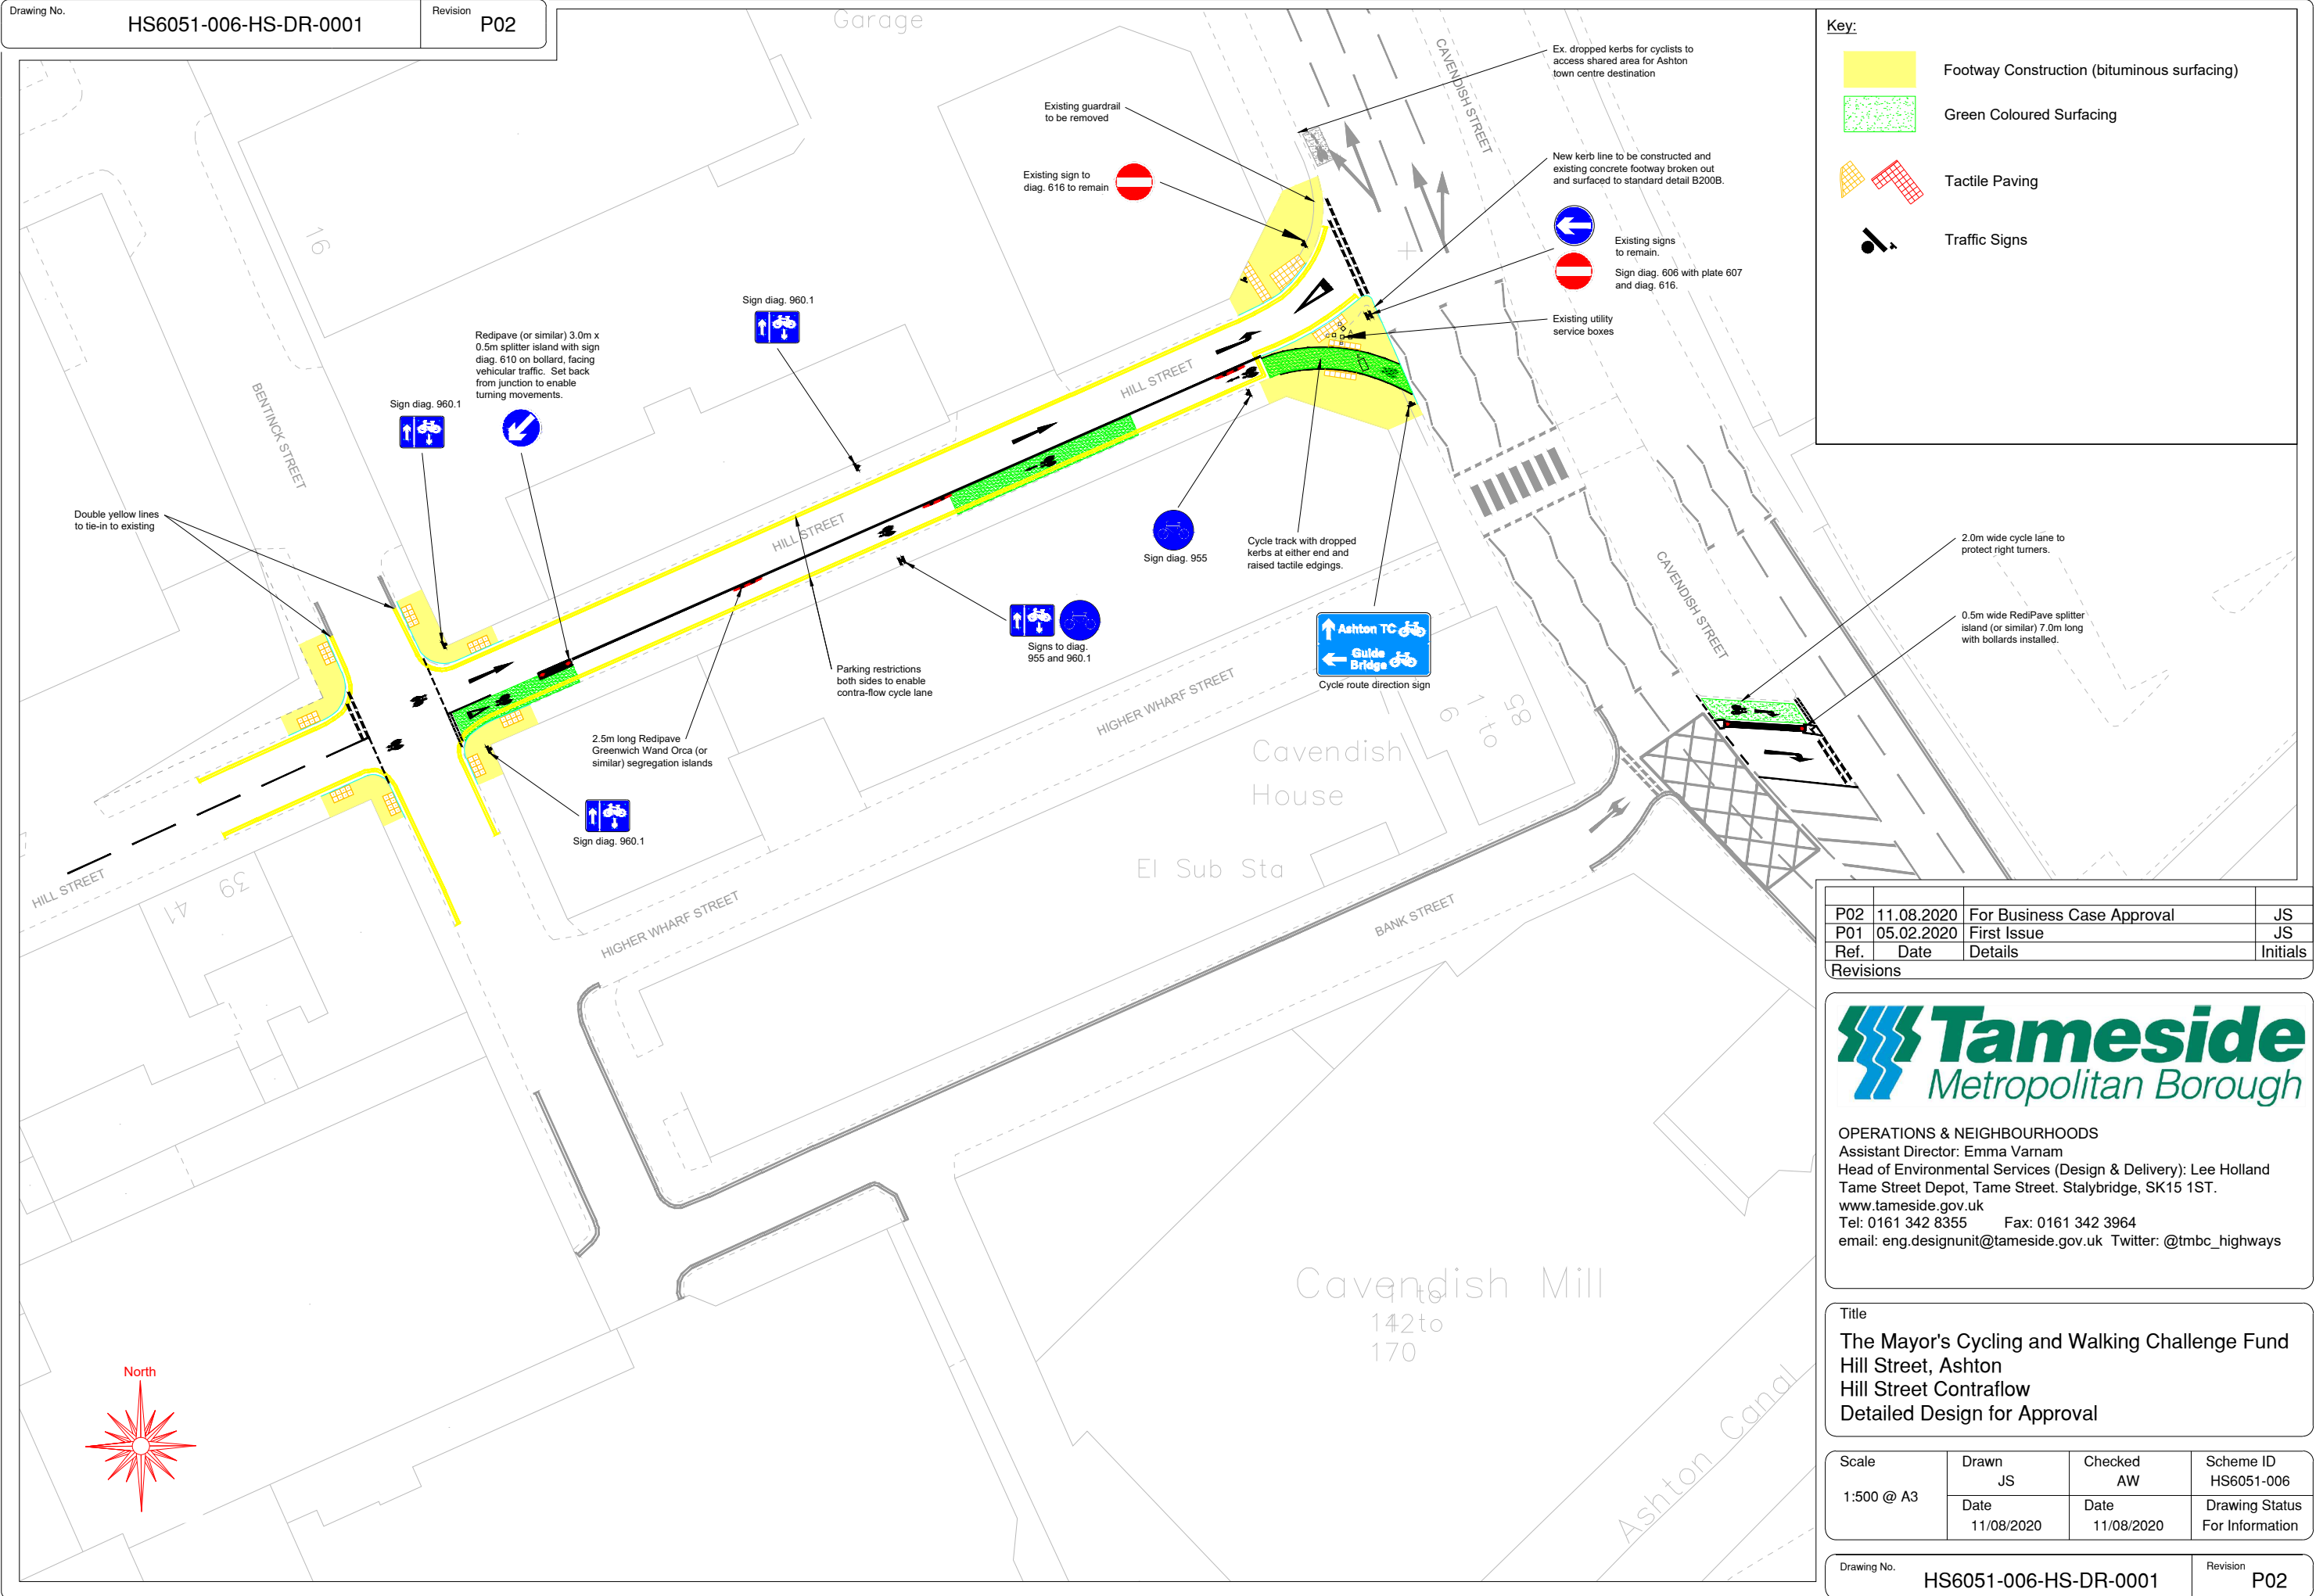 Drawing No.
HS6051-006-HS-DR-0001
Revision
P02
Garage
CAVENDISH STREET
Ex. dropped kerbs for cyclists to
access shared area for Ashton
town centre destination
Existing guardrail
to be removed
Existing sign to
diag. 616 to remain
New kerb line to be constructed and
existing concrete footway broken out
and surfaced to standard detail B200B.
Existing signs
to remain.
Sign diag. 606 with plate 607
and diag. 616.
Existing utility
service boxes
Key:
Footway Construction (bituminous surfacing)
Green Coloured Surfacing
Tactile Paving
Traffic Signs
16
Sign diag. 960.1
Redipave (or similar) 3.0m x
0.5m splitter island with sign
diag. 610 on bollard, facing
vehicular traffic. Set back
from junction to enable
turning movements.
Sign diag. 960.1
BENTINCK STREET
HILL STREET
Double yellow lines
to tie-in to existing
HILL STREET
Sign diag. 955
Cycle track with dropped
kerbs at either end and
raised tactile edgings.
2.0m wide cycle lane to
protect right turners.
CAVENDISH STREET
0.5m wide RediPave splitter
island (or similar) 7.0m long
with bollards installed.
Signs to diag.
955 and 960.1
Ashton TC
Guide
Bridge
Cycle route direction sign
Parking restrictions
both sides to enable
contra-flow cycle lane
HIGHER WHARF STREET
1 to 9
85
2.5m long Redipave
Greenwich Wand Orca (or
similar) segregation islands
Cavendish
House
Sign diag. 960.1
El Sub Sta
HILL STREET
41
39
HIGHER WHARF STREET
BANK STREET
Cavendish Mill
1 to
142to
170
Ashton Canal
North
P02 11.08.2020 For Business Case Approval JS
P01 05.02.2020 First Issue JS
Ref. Date Details Initials
Revisions
Tameside
Metropolitan Borough
OPERATIONS & NEIGHBOURHOODS
Assistant Director: Emma Varnam
Head of Environmental Services (Design & Delivery): Lee Holland
Tame Street Depot, Tame Street. Stalybridge, SK15 1ST.
www.tameside.gov.uk
Tel: 0161 342 8355 Fax: 0161 342 3964
email: eng.designunit@tameside.gov.uk Twitter: @tmbc_highways
Title
The Mayor's Cycling and Walking Challenge Fund
Hill Street, Ashton
Hill Street Contraflow
Detailed Design for Approval
Scale
1:500 @ A3
Drawn
JS
Checked
AW
Scheme ID
HS6051-006
Date
11/08/2020
Date
11/08/2020
Drawing Status
For Information
Drawing No.
HS6051-006-HS-DR-0001
Revision
P02